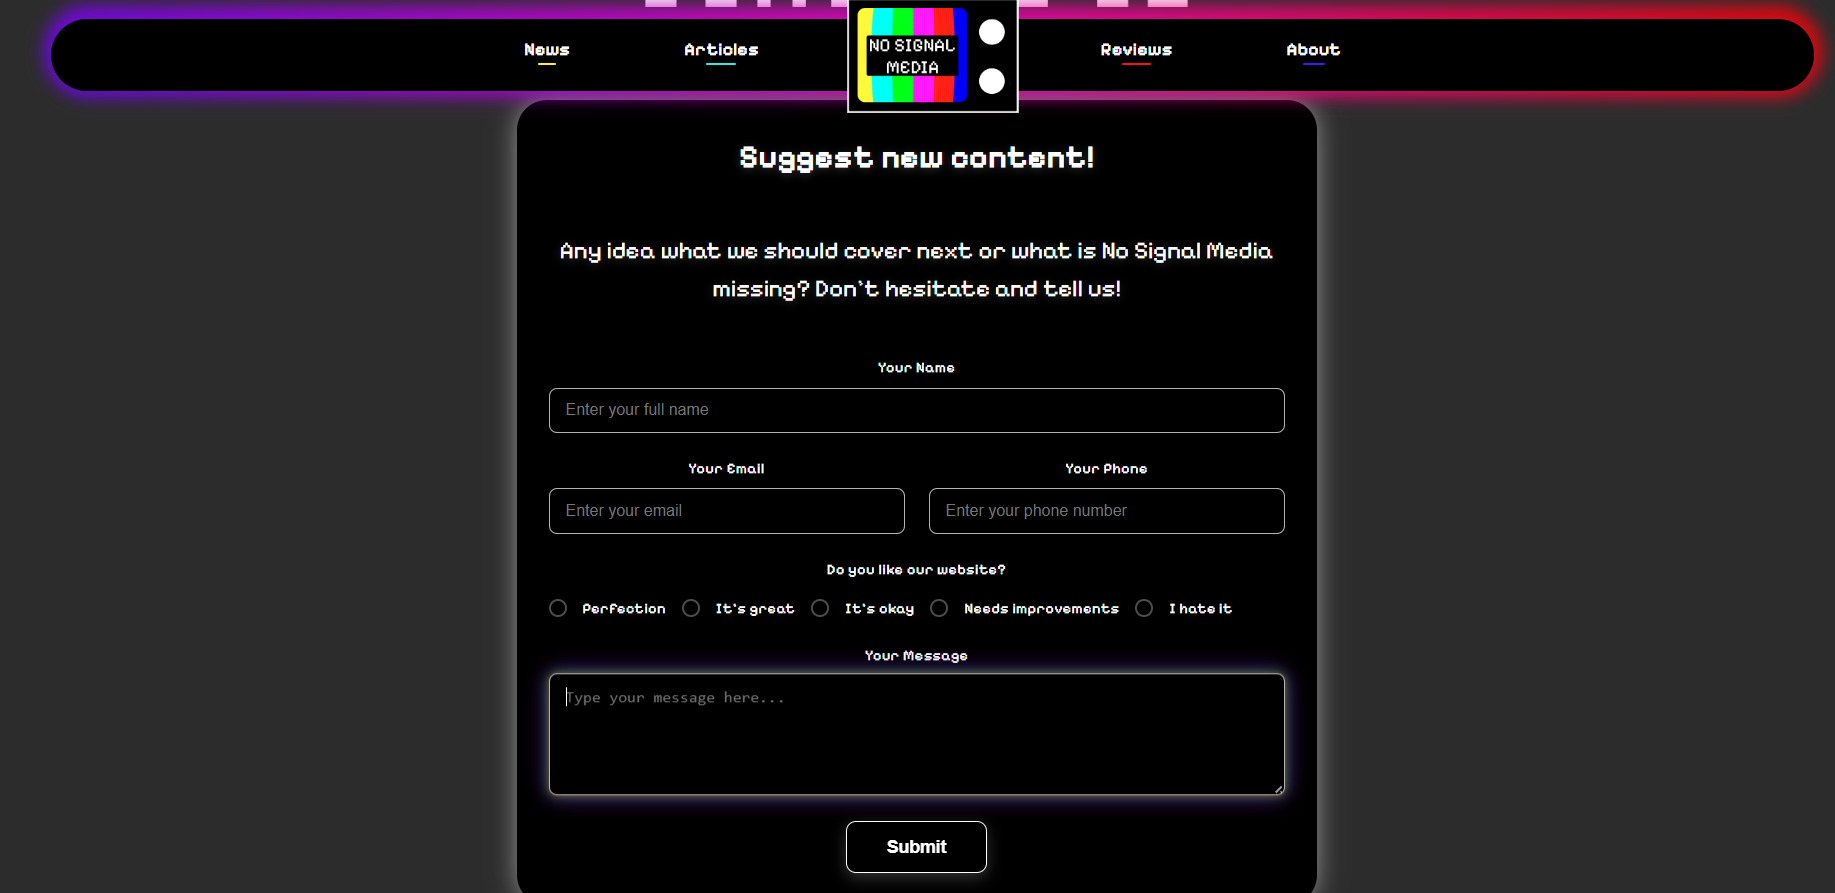 News
Articles
NO SIGNAL
MEDIA
Reviews
About
Suggest new content!
Any idea what we should cover next or what is No Signal Media
missing? Don't hesitate and tell us!
Your Name
Enter your full name
Your Email
Your Phone
Enter your email
Enter your phone number
Do you like our website?
Perfection
It's great
It's okay
Needs improvements
I hate it
Your Message
Type your message here...
Submit